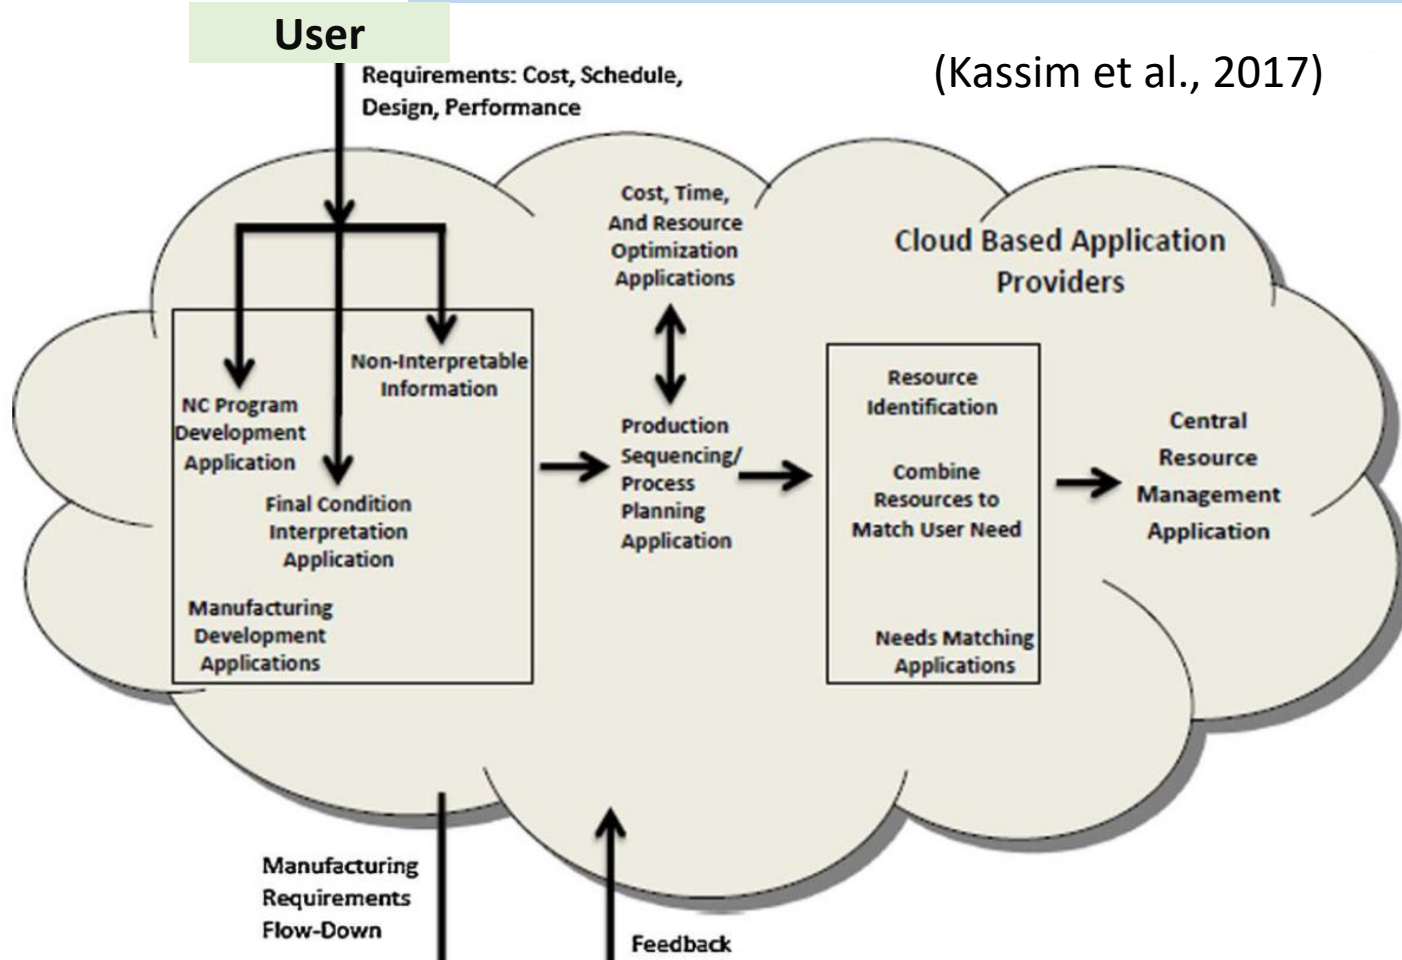 User
(Kassim et al., 2017)
Requirements: Cost, Schedule,
Design, Performance
Cost, Time,
And Resource
Optimization
Applications
Cloud Based Application
Providers
Non-Interpretable
Information
NC Program
Development
Application
Final Condition
Interpretation
Application
Manufacturing
Development
Applications
Production
Sequencing/
Process
Planning
Application
Resource
Identification
Combine
Resources to
Match User Need
Needs Matching
Applications
Central
Resource
Management
Application
Manufacturing
Requirements
Flow-Down
Feedback